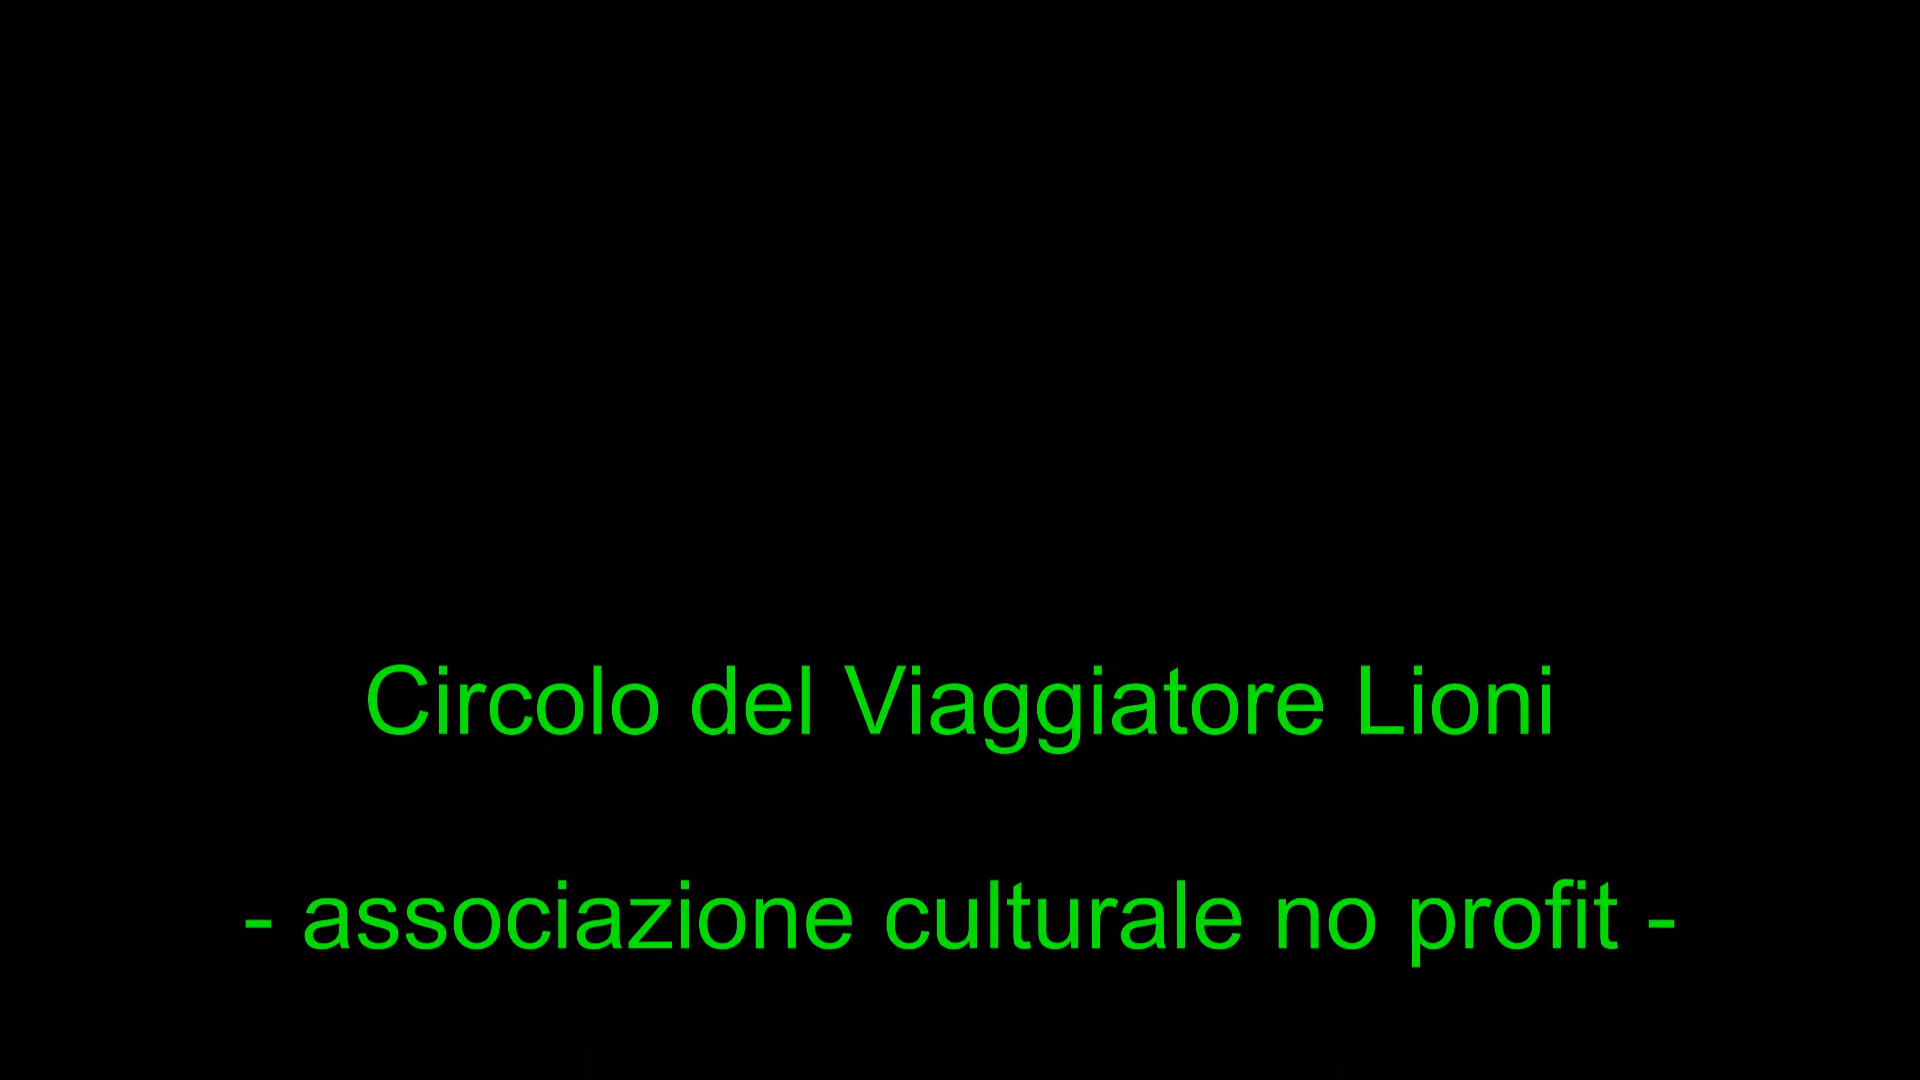 Circolo del Viaggiatore Lioni
- associazione culturale no profit -